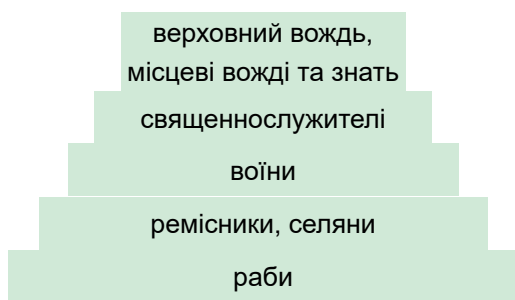 верховний вождь,
місцеві вожді та знать
священнослужителі
воїни
ремісники, селяни
раби